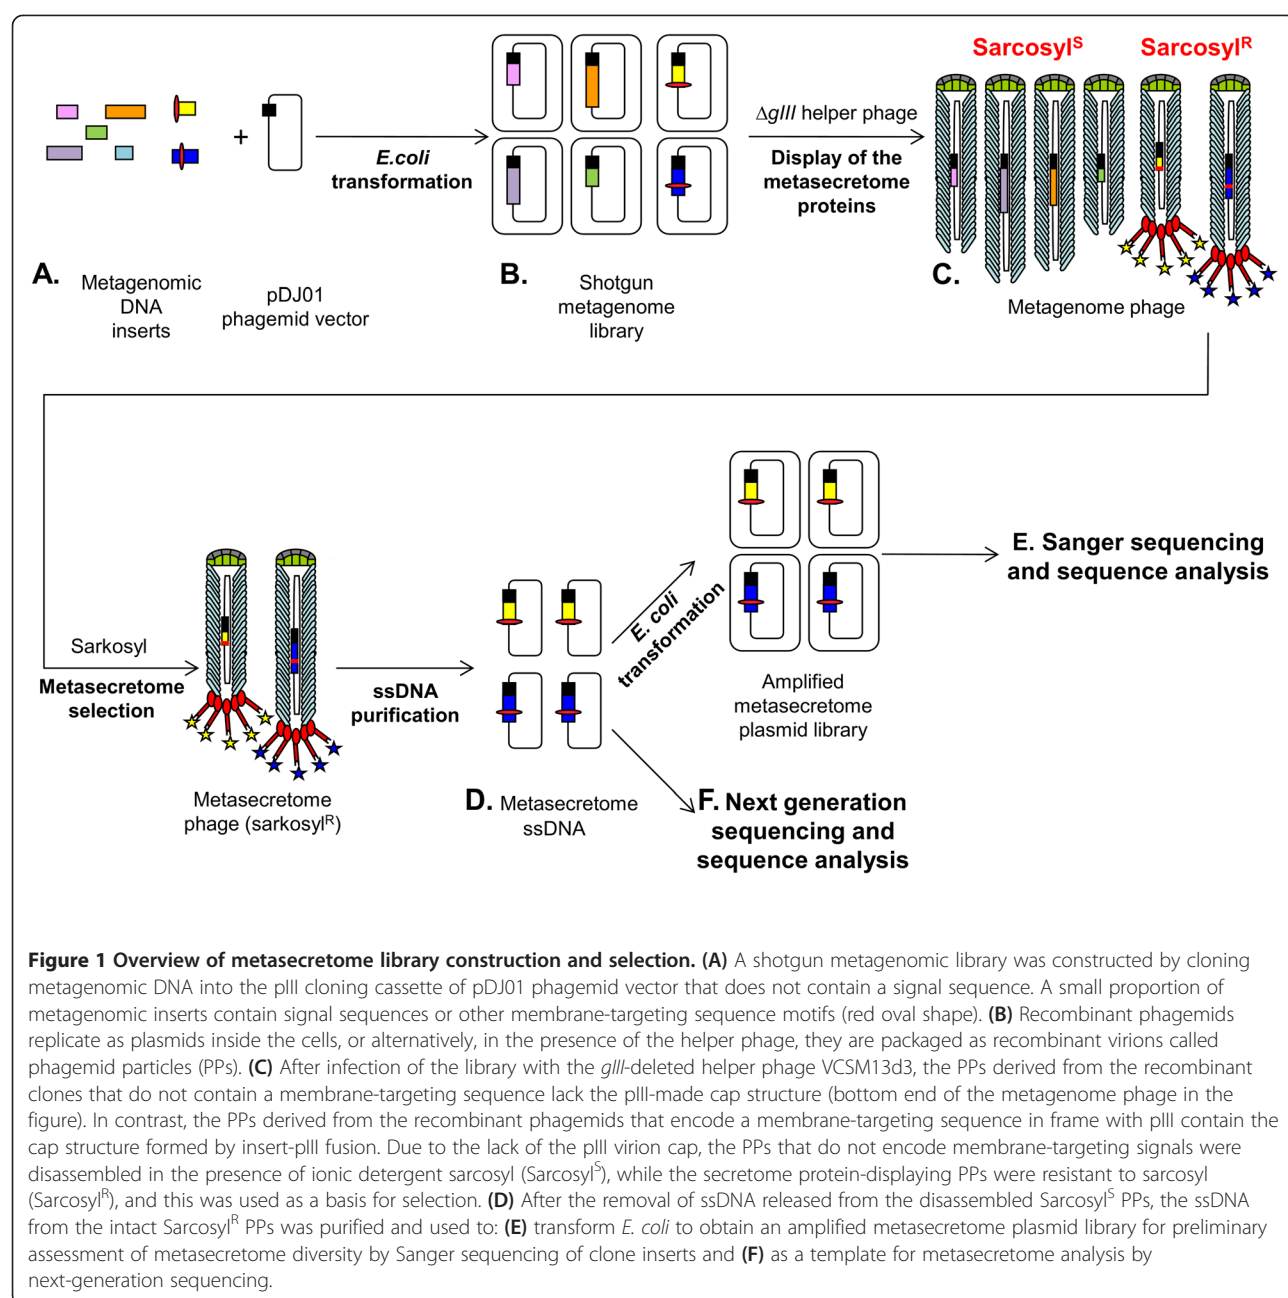 Sarcosylᔆ Sarcosylᴿ
+
E.coli
transformation
ΔgIII helper phage
Display of the
metasecretome
proteins
A.
Metagenomic
DNA
inserts
pDJ01
phagemid vector
B.
Shotgun
metagenome
library
C.
Metagenome phage
Sarkosyl
Metasecretome
selection
Metasecretome
phage (sarkosylᴿ)
ssDNA
purification
D. Metasecretome
ssDNA
E. coli
transformation
Amplified
metasecretome
plasmid library
E. Sanger sequencing
and sequence analysis
F. Next generation
sequencing and
sequence analysis
Figure 1 Overview of metasecretome library construction and selection. (A) A shotgun metagenomic library was constructed by cloning
metagenomic DNA into the pIII cloning cassette of pDJ01 phagemid vector that does not contain a signal sequence. A small proportion of
metagenomic inserts contain signal sequences or other membrane-targeting sequence motifs (red oval shape). (B) Recombinant phagemids
replicate as plasmids inside the cells, or alternatively, in the presence of the helper phage, they are packaged as recombinant virions called
phagemid particles (PPs). (C) After infection of the library with the gIII-deleted helper phage VCSM13d3, the PPs derived from the recombinant
clones that do not contain a membrane-targeting sequence lack the pIII-made cap structure (bottom end of the metagenome phage in the
figure). In contrast, the PPs derived from the recombinant phagemids that encode a membrane-targeting sequence in frame with pIII contain the
cap structure formed by insert-pIII fusion. Due to the lack of the pIII virion cap, the PPs that do not encode membrane-targeting signals were
disassembled in the presence of ionic detergent sarcosyl (Sarcosylᔆ), while the secretome protein-displaying PPs were resistant to sarcosyl
(Sarcosylᴿ), and this was used as a basis for selection. (D) After the removal of ssDNA released from the disassembled Sarcosylᔆ PPs, the ssDNA
from the intact Sarcosylᴿ PPs was purified and used to: (E) transform E. coli to obtain an amplified metasecretome plasmid library for preliminary
assessment of metasecretome diversity by Sanger sequencing of clone inserts and (F) as a template for metasecretome analysis by
next-generation sequencing.